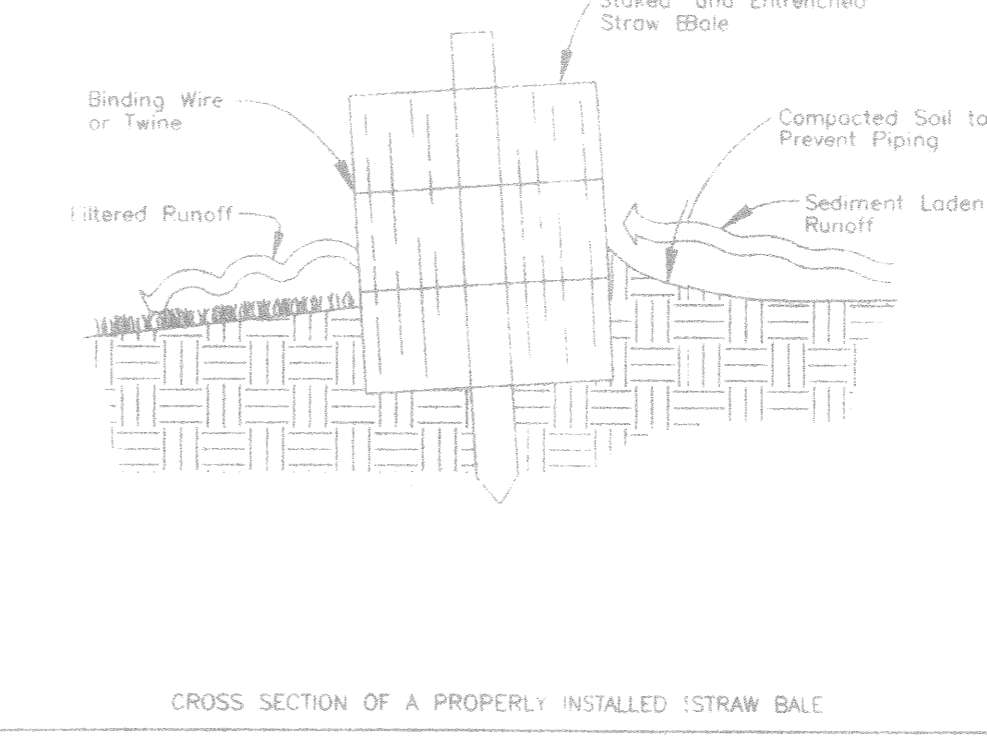 Staked and Entrenched
Straw Bale
Binding Wire
or Twine
Compacted Soil to
Prevent Piping
Filtered Runoff
Sediment Laden
Runoff
CROSS SECTION OF A PROPERLY INSTALLED STRAW BALE